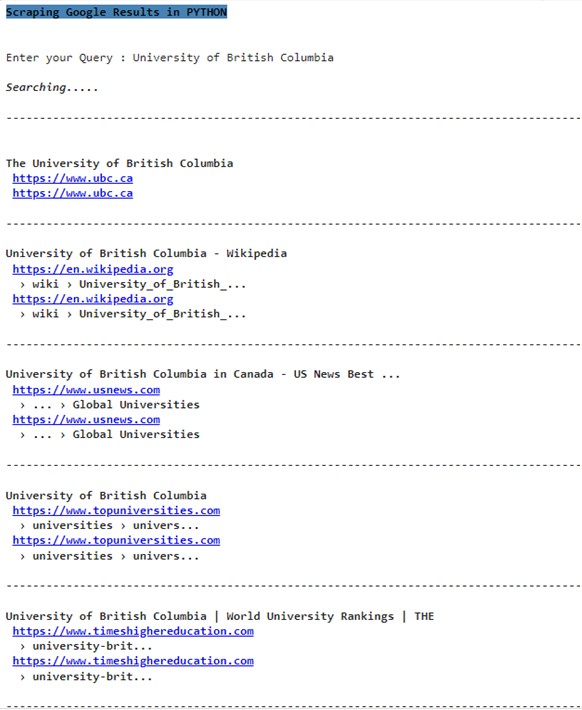 Scraping Google Results in PYTHON
Enter your Query : University of British Columbia
Searching.....
--------------------------------------------------------------------------------
The University of British Columbia
https://www.ubc.ca
https://www.ubc.ca
--------------------------------------------------------------------------------
University of British Columbia - Wikipedia
https://en.wikipedia.org
› wiki › University_of_British_...
https://en.wikipedia.org
› wiki › University_of_British_...
--------------------------------------------------------------------------------
University of British Columbia in Canada - US News Best ...
https://www.usnews.com
› ... › Global Universities
https://www.usnews.com
› ... › Global Universities
--------------------------------------------------------------------------------
University of British Columbia
https://www.topuniversities.com
› universities › univers...
https://www.topuniversities.com
› universities › univers...
--------------------------------------------------------------------------------
University of British Columbia | World University Rankings | THE
https://www.timeshighereducation.com
› university-brit...
https://www.timeshighereducation.com
› university-brit...
--------------------------------------------------------------------------------